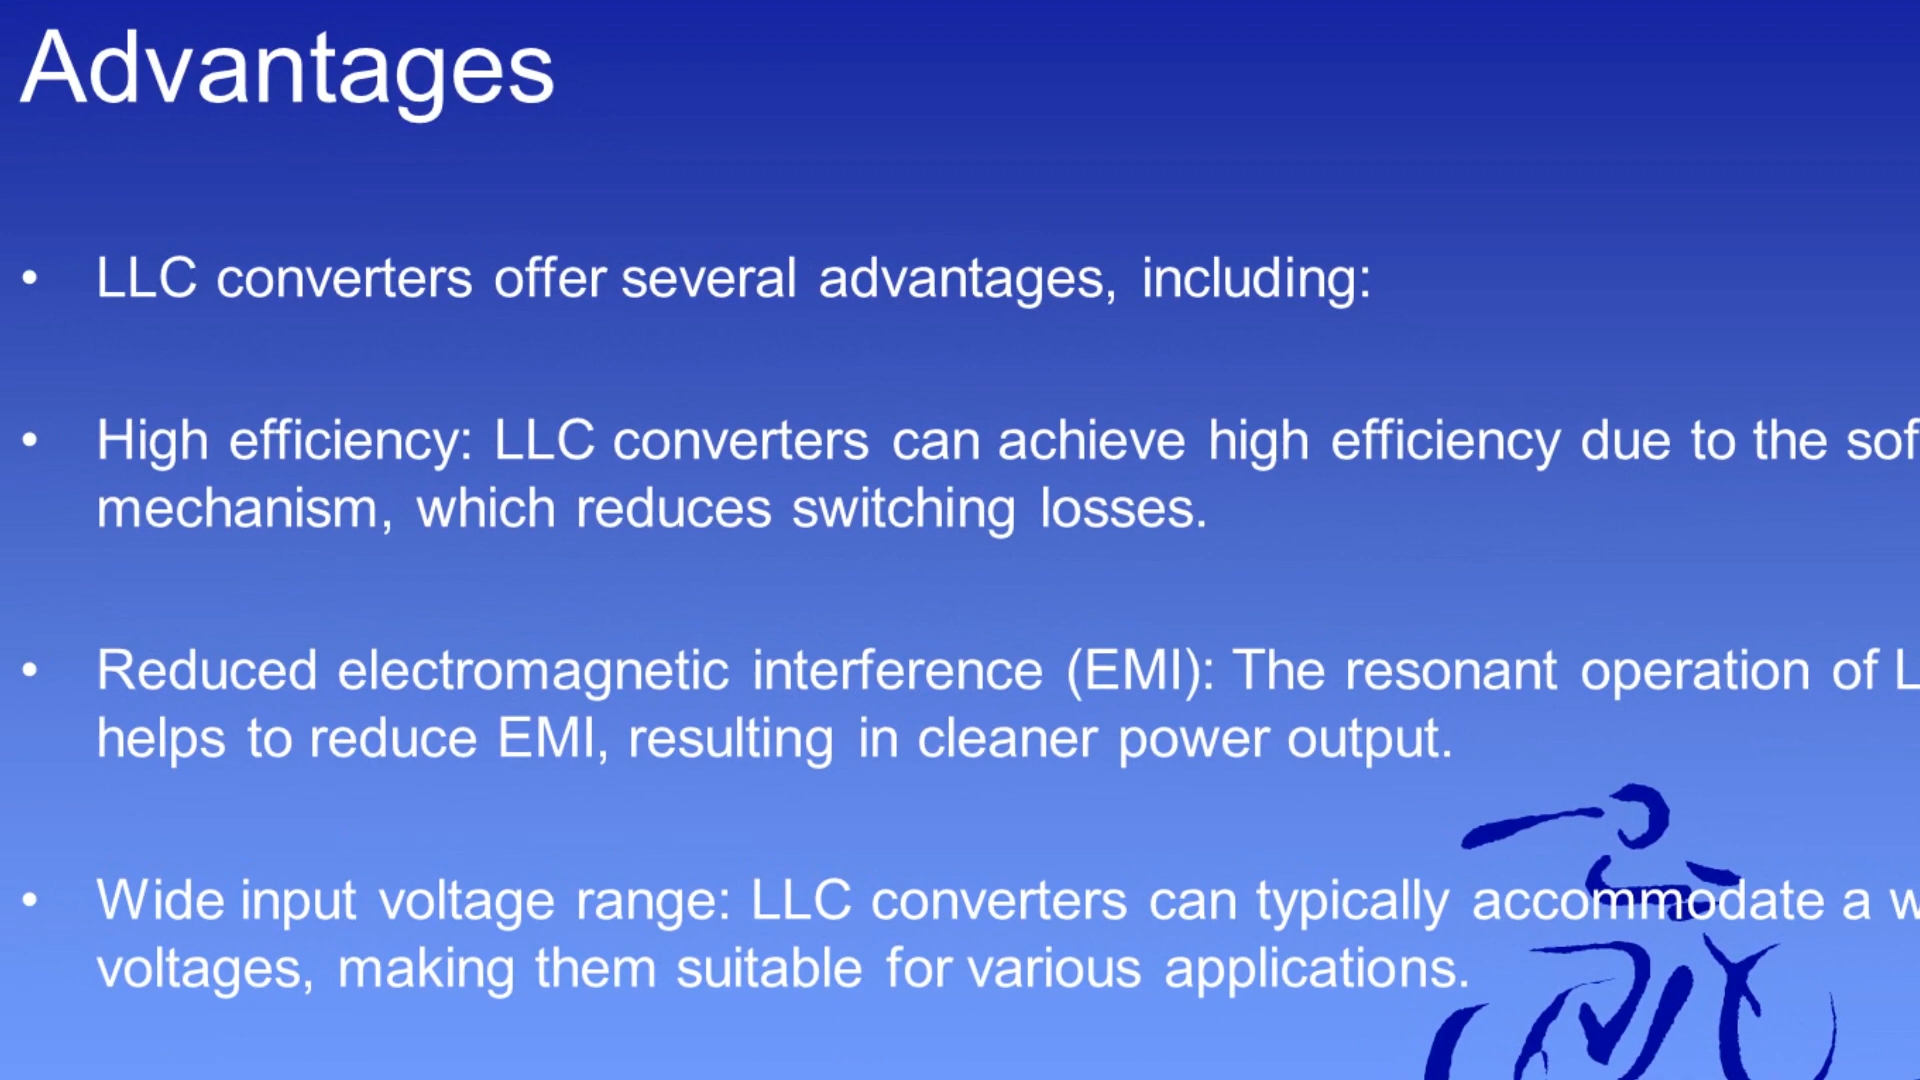 Advantages
• LLC converters offer several advantages, including:
• High efficiency: LLC converters can achieve high efficiency due to the
mechanism, which reduces switching losses.
• Reduced electromagnetic interference (EMI): The resonant operation of
helps to reduce EMI, resulting in cleaner power output.
• Wide input voltage range: LLC converters can typically accommodate a
voltages, making them suitable for various applications.